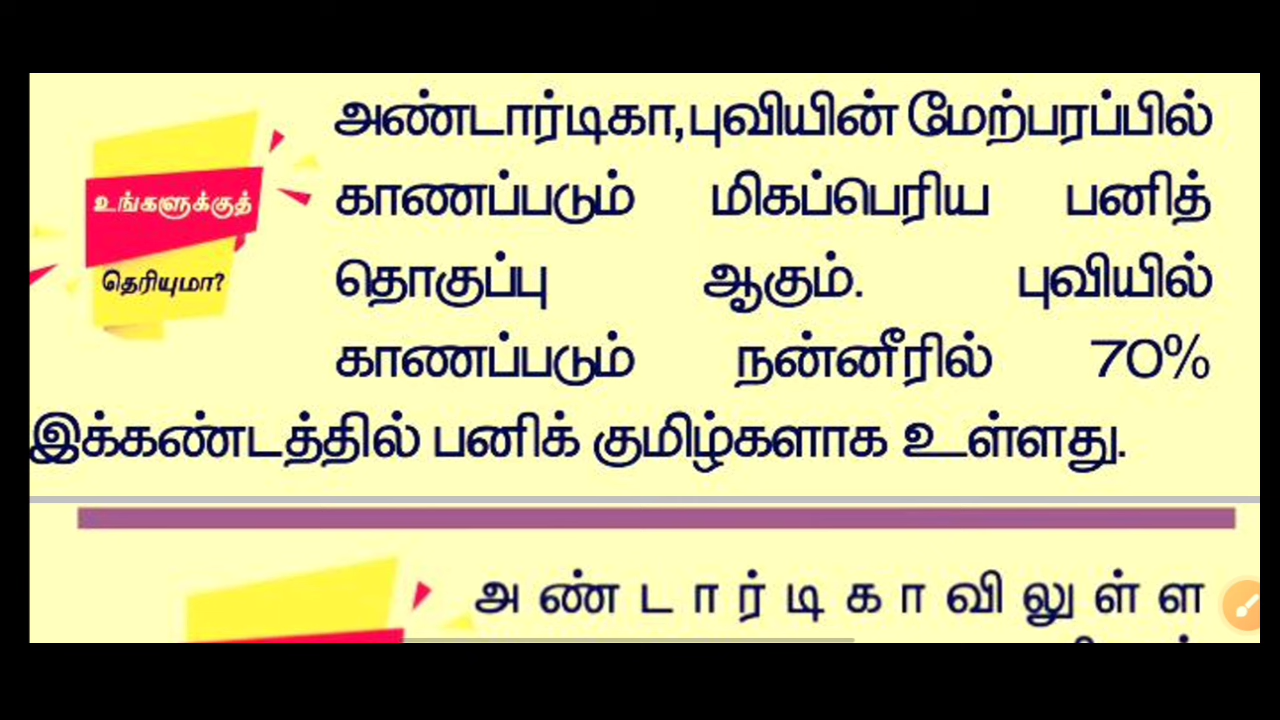 உங்களுக்குத்
தெரியுமா?
அண்டார்டிகா,புவியின் மேற்பரப்பில்
காணப்படும் மிகப்பெரிய பனித்
தொகுப்பு ஆகும். புவியில்
காணப்படும் நன்னீரில் 70%
இக்கண்டத்தில் பனிக் குமிழ்களாக உள்ளது.
அண்டார்டிகாவிலுள்ள